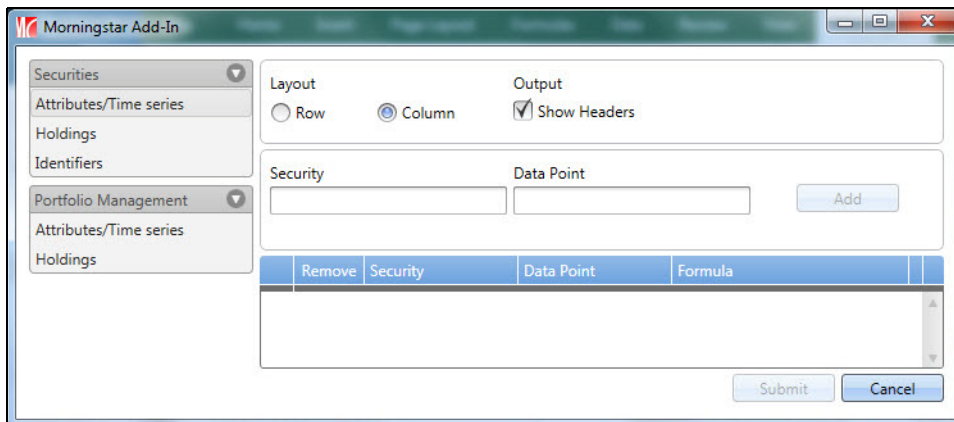 Morningstar Add-In
Securities
Attributes/Time series
Holdings
Identifiers
Portfolio Management
Attributes/Time series
Holdings
Layout
Row
Column
Output
Show Headers
Security
Data Point
Add
Remove Security Data Point Formula
Submit
Cancel